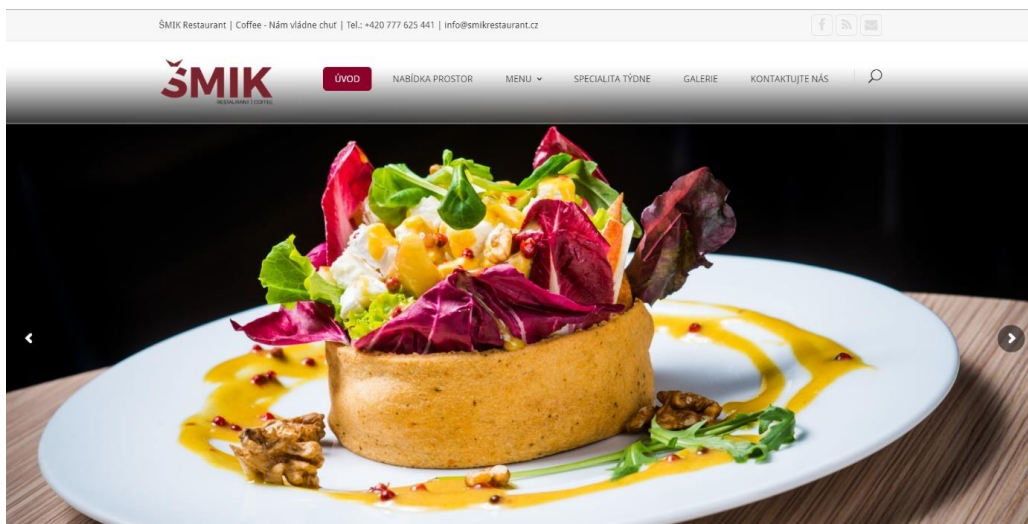 ŠMIK Restaurant | Coffee - Nám vládne chuť | Tel.: +420 777 625 441 | info@smikrestaurant.cz
ŠMIK
RESTAURANT | COFFEE
ÚVOD NABÍDKA PROSTOR MENU SPECIALITA TÝDNE GALERIE KONTAKTUJTE NÁS